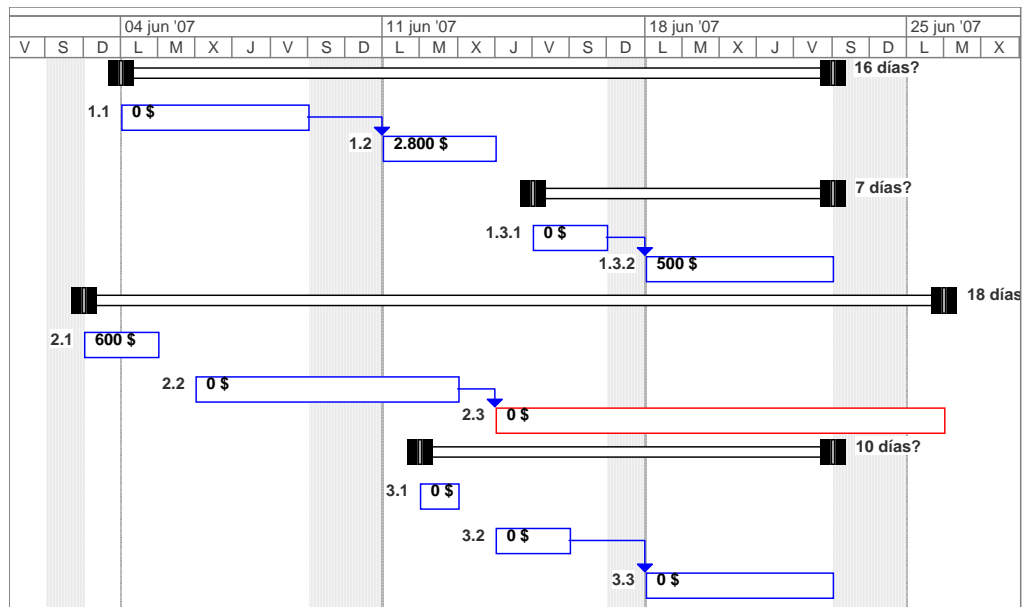 04 jun '07 11 jun '07 18 jun '07 25 jun '07
V S D L M X J V S D L M X J V S D L M X J V S D L M X
16 días?
1.1 0 $
1.2 2.800 $
7 días?
1.3.1 0 $
1.3.2 500 $
18 días
2.1 600 $
2.2 0 $
2.3 0 $
10 días?
3.1 0 $
3.2 0 $
3.3 0 $